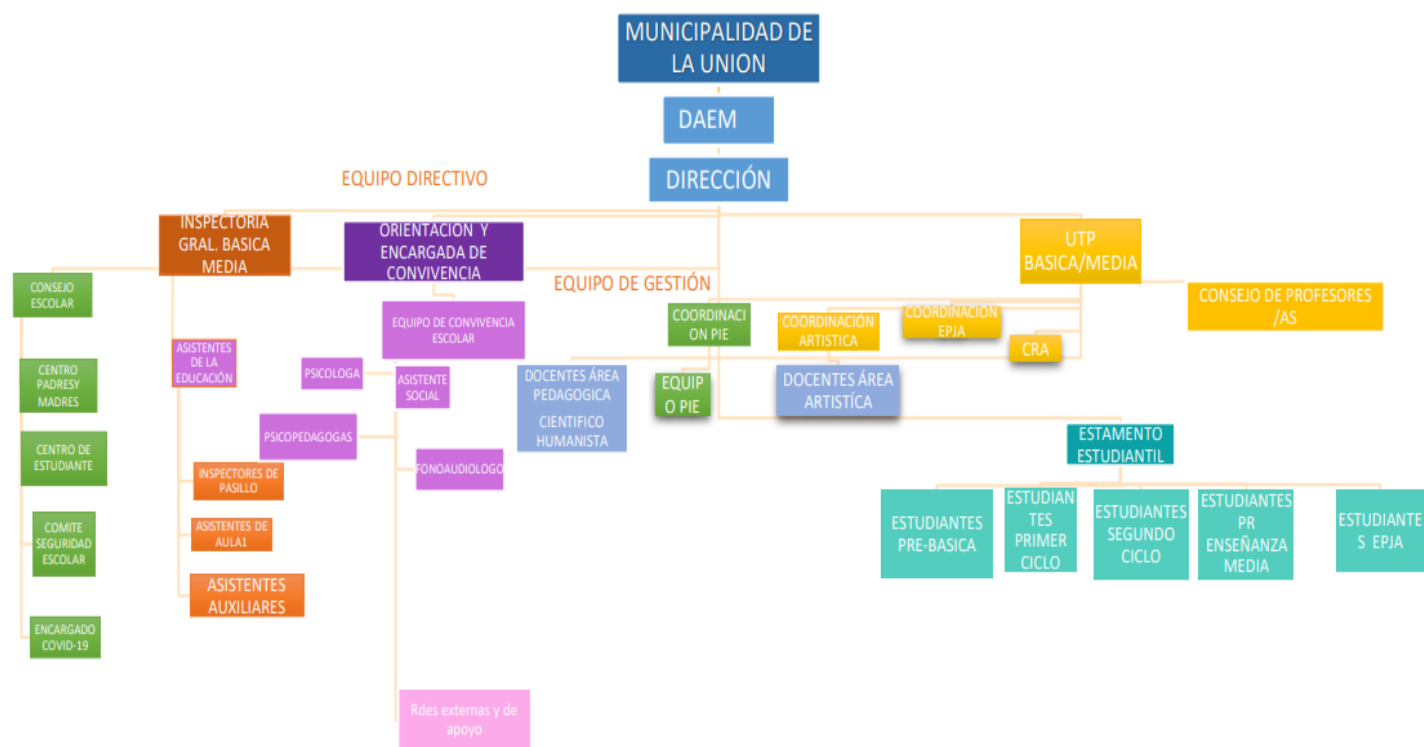 MUNICIPALIDAD DE
LA UNION
DAEM
DIRECCIÓN
EQUIPO DIRECTIVO
INSPECTORIA
GRAL. BASICA
MEDIA
ORIENTACION Y
ENCARGADA DE
CONVIVENCIA
UTP
BASICA/MEDIA
EQUIPO DE GESTIÓN
CONSEJO
ESCOLAR
CONSEJO DE PROFESORES
/AS
EQUIPO DE CONVIVENCIA
ESCOLAR
COORDINACI
ON PIE
COORDINACIÓN
ARTISTICA
COORDINACION
EPJA
CRA
CENTRO
PADRESY
MADRES
ASISTENTES
DE LA
EDUCACIÓN
PSICOLOGA
ASISTENTE
SOCIAL
DOCENTES ÁREA
PEDAGOGICA
CIENTIFICO
HUMANISTA
EQUIP
O PIE
DOCENTES ÁREA
ARTISTÍCA
CENTRO DE
ESTUDIANTE
PSICOPEDAGOGAS
FONOAUDIOLOGO
INSPECTORES DE
PASILLO
ESTAMENTO
ESTUDIANTIL
COMITE
SEGURIDAD
ESCOLAR
ASISTENTES DE
AULA1
ESTUDIANTES
PRE-BASICA
ESTUDIAN
TES
PRIMER
CICLO
ESTUDIANTES
SEGUNDO
CICLO
ESTUDIANTES
PR
ENSEÑANZA
MEDIA
ESTUDIANTE
S EPJA
ASISTENTES
AUXILIARES
ENCARGADO
COVID-19
Rdes externas y de
apoyo